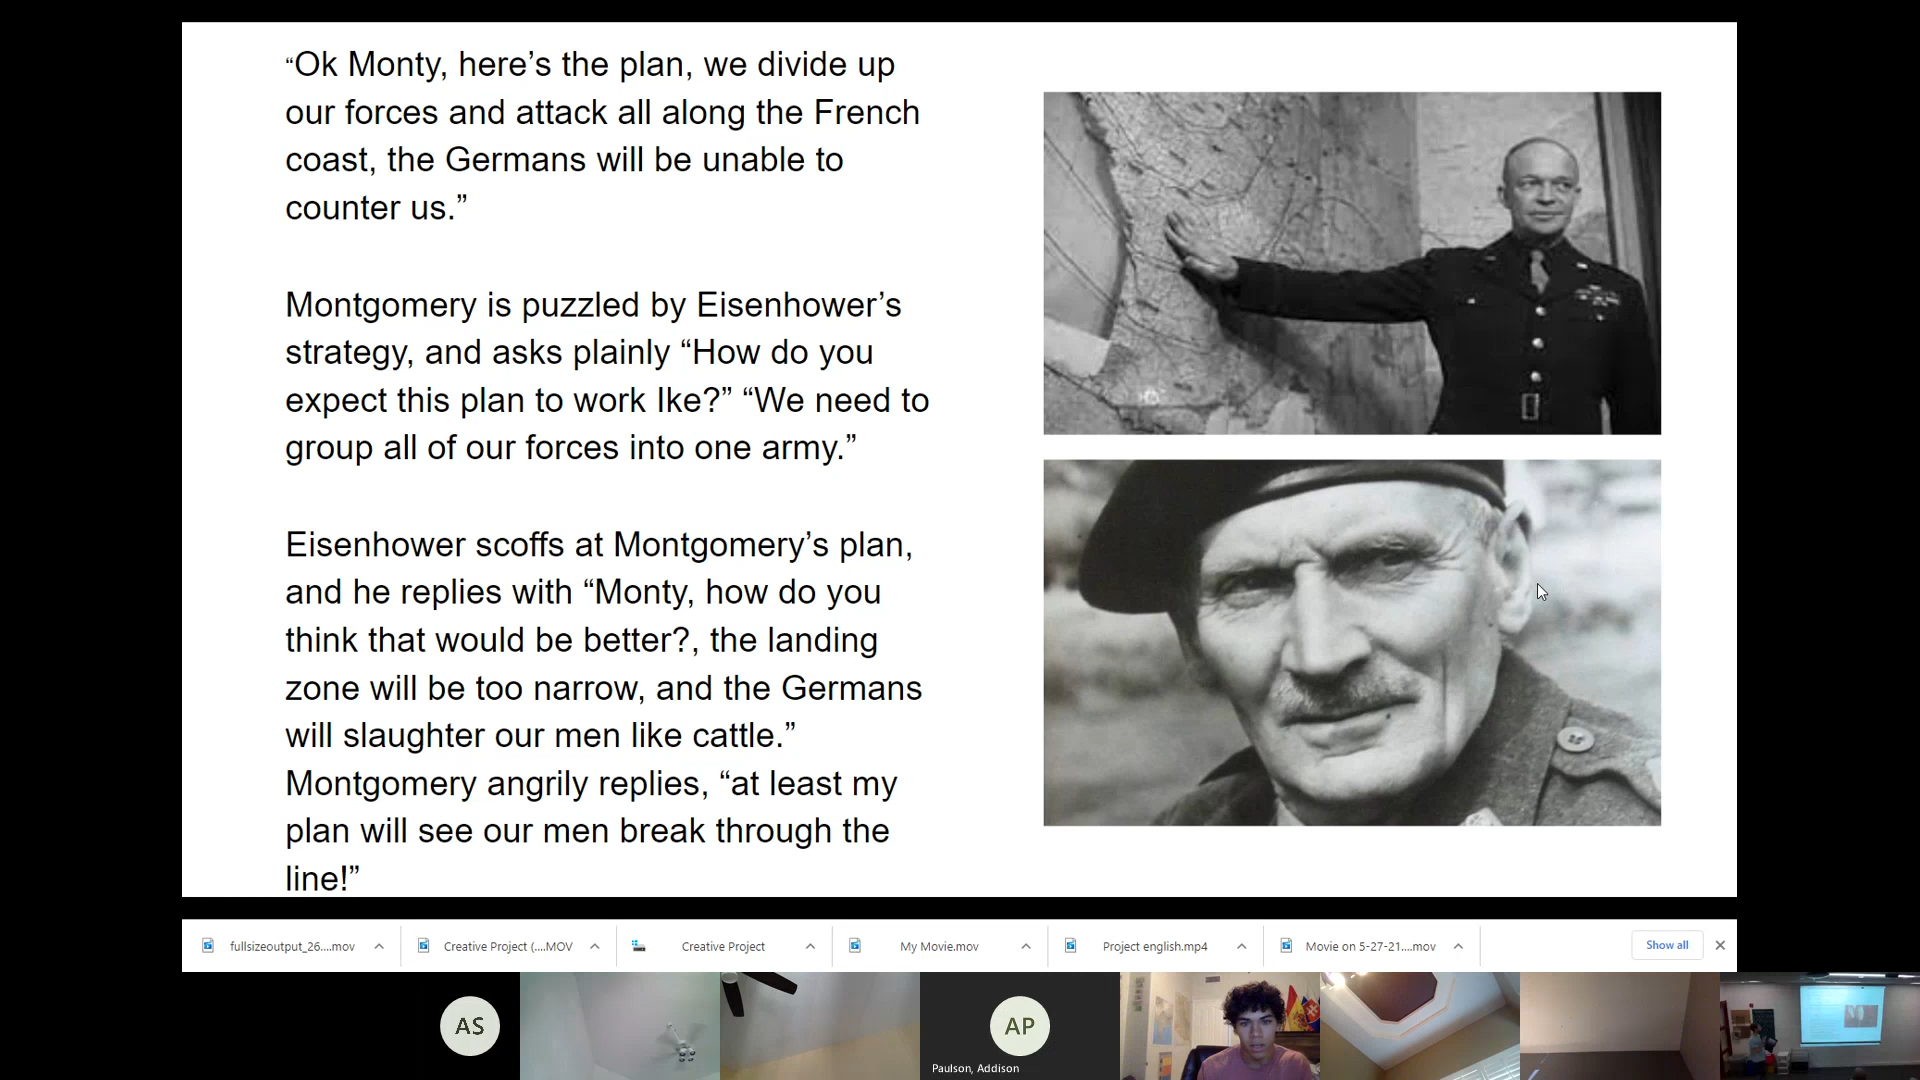 “Ok Monty, here’s the plan, we divide up
our forces and attack all along the French
coast, the Germans will be unable to
counter us.”
Montgomery is puzzled by Eisenhower’s
strategy, and asks plainly “How do you
expect this plan to work Ike?” “We need to
group all of our forces into one army.”
Eisenhower scoffs at Montgomery’s plan,
and he replies with “Monty, how do you
think that would be better?, the landing
zone will be too narrow, and the Germans
will slaughter our men like cattle.”
Montgomery angrily replies, “at least my
plan will see our men break through the
line!”
fullsizeoutput_26....mov
Creative Project (....MOV
Creative Project
My Movie.mov
Project english.mp4
Movie on 5-27-21....mov
Show all
AS
AP
Paulson, Addison